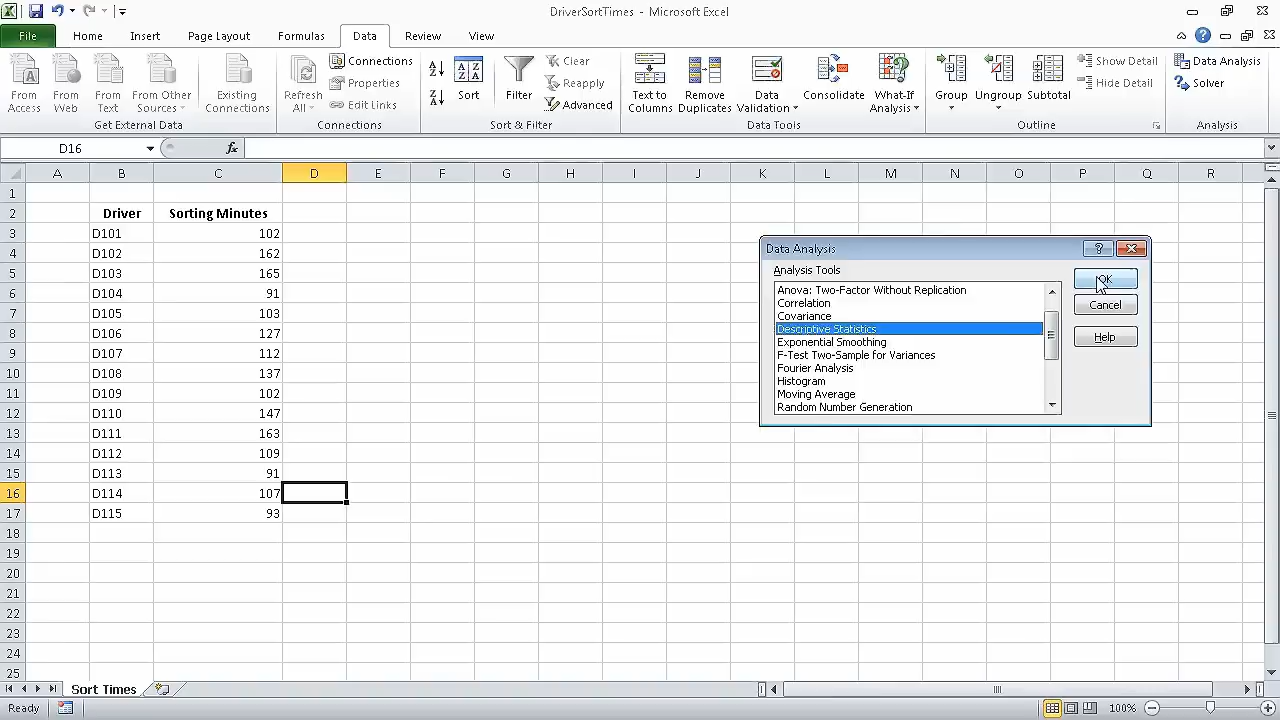 DriverSortTimes - Microsoft Excel
File Home Insert Page Layout Formulas Data Review View
From Access
From Web
From Text
From Other Sources
Existing Connections
Get External Data
Refresh All
Connections
Properties
Edit Links
Connections
Sort
Filter
Clear
Reapply
Advanced
Sort & Filter
Text to Columns
Remove Duplicates
Data Validation
Consolidate
What-If Analysis
Data Tools
Group
Ungroup
Subtotal
Show Detail
Hide Detail
Outline
Data Analysis
Solver
Analysis
D16 fx
A B C D E F G H I J K L M N O P Q R
1
2 Driver Sorting Minutes
3 D101 102
4 D102 162
5 D103 165
6 D104 91
7 D105 103
8 D106 127
9 D107 112
10 D108 137
11 D109 102
12 D110 147
13 D111 163
14 D112 109
15 D113 91
16 D114 107
17 D115 93
18
19
20
21
22
23
24
25
Data Analysis
Analysis Tools
Anova: Two-Factor Without Replication
Correlation
Covariance
Descriptive Statistics
Exponential Smoothing
F-Test Two-Sample for Variances
Fourier Analysis
Histogram
Moving Average
Random Number Generation
OK
Cancel
Help
Sort Times
Ready 100%